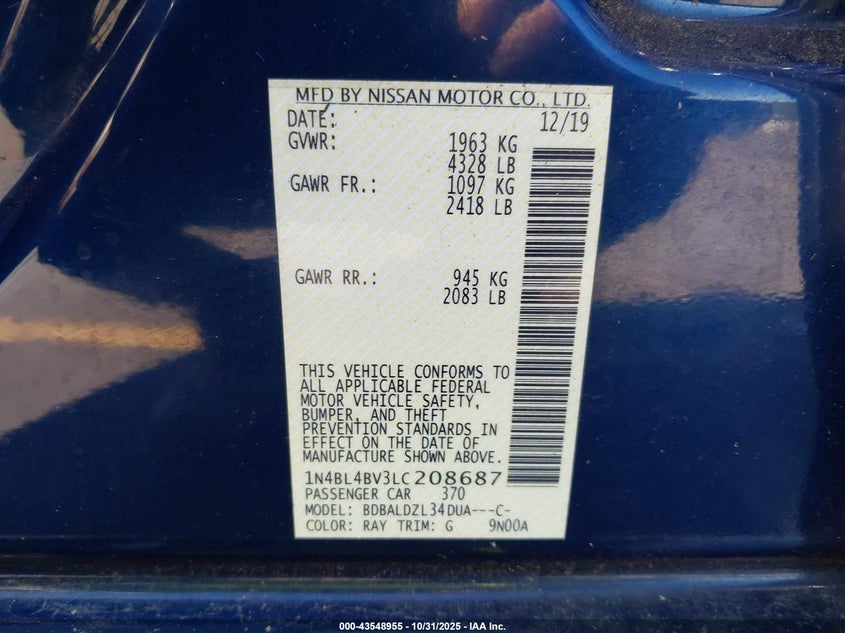 MFD BY NISSAN MOTOR CO., LTD.
DATE: 12/19
GVWR: 1963 KG
4328 LB
GAWR FR.: 1097 KG
2418 LB
GAWR RR.: 945 KG
2083 LB
THIS VEHICLE CONFORMS TO
ALL APPLICABLE FEDERAL
MOTOR VEHICLE SAFETY,
BUMPER, AND THEFT
PREVENTION STANDARDS IN
EFFECT ON THE DATE OF
MANUFACTURE SHOWN ABOVE.
1N4BL4BV3LC208687
PASSENGER CAR 370
MODEL: BDBALDZL34DUA---C-
COLOR: RAY TRIM: G 9N00A
000-43548955 - 10/31/2025 - IAA Inc.